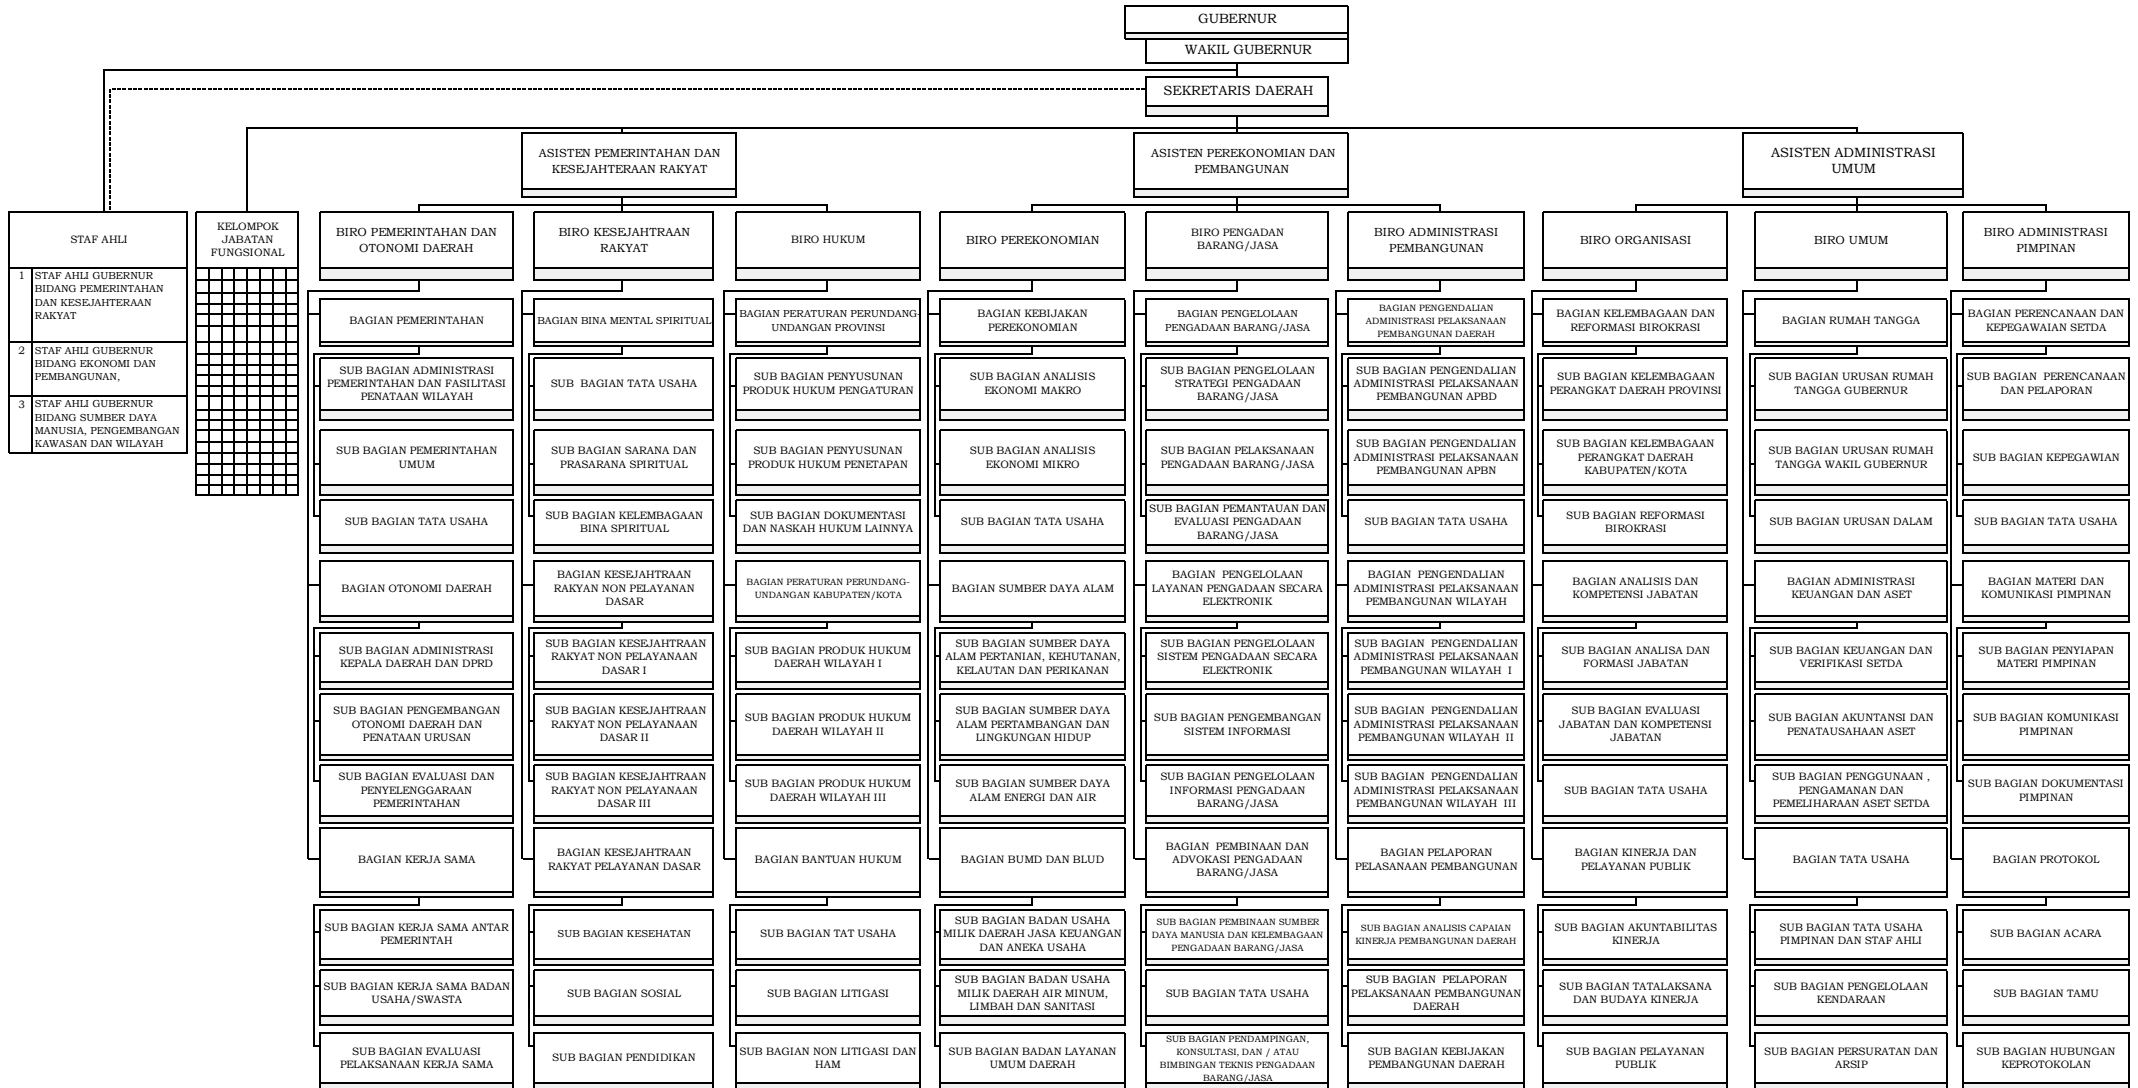 GUBERNUR
WAKIL GUBERNUR
SEKRETARIS DAERAH
ASISTEN PEMERINTAHAN DAN
KESEJAHTERAAN RAKYAT
ASISTEN PEREKONOMIAN DAN
PEMBANGUNAN
ASISTEN ADMINISTRASI
UMUM
STAF AHLI
1 STAF AHLI GUBERNUR
BIDANG PEMERINTAHAN
DAN KESEJAHTERAAN
RAKYAT
2 STAF AHLI GUBERNUR
BIDANG EKONOMI DAN
PEMBANGUNAN,
3 STAF AHLI GUBERNUR
BIDANG SUMBER DAYA
MANUSIA, PENGEMBANGAN
KAWASAN DAN WILAYAH
KELOMPOK
JABATAN
FUNGSIONAL
BIRO PEMERINTAHAN DAN
OTONOMI DAERAH
BAGIAN PEMERINTAHAN
SUB BAGIAN ADMINISTRASI
PEMERINTAHAN DAN FASILITASI
PENATAAN WILAYAH
SUB BAGIAN PEMERINTAHAN
UMUM
SUB BAGIAN TATA USAHA
BAGIAN OTONOMI DAERAH
SUB BAGIAN ADMINISTRASI
KEPALA DAERAH DAN DPRD
SUB BAGIAN PENGEMBANGAN
OTONOMI DAERAH DAN
PENATAAN URUSAN
SUB BAGIAN EVALUASI DAN
PENYELENGGARAAN
PEMERINTAHAN
BAGIAN KERJA SAMA
SUB BAGIAN KERJA SAMA ANTAR
PEMERINTAH
SUB BAGIAN KERJA SAMA BADAN
USAHA/SWASTA
SUB BAGIAN EVALUASI
PELAKSANAAN KERJA SAMA
BIRO KESEJAHTRAAN
RAKYAT
BAGIAN BINA MENTAL SPIRITUAL
SUB BAGIAN TATA USAHA
SUB BAGIAN SARANA DAN
PRASARANA SPIRITUAL
SUB BAGIAN KELEMBAGAAN
BINA SPIRITUAL
BAGIAN KESEJAHTRAAN
RAKYAN NON PELAYANAN
DASAR
SUB BAGIAN KESEJAHTRAAN
RAKYAT NON PELAYANAAN
DASAR I
SUB BAGIAN KESEJAHTRAAN
RAKYAT NON PELAYANAAN
DASAR II
SUB BAGIAN KESEJAHTRAAN
RAKYAT NON PELAYANAAN
DASAR III
BAGIAN KESEJAHTRAAN
RAKYAT PELAYANAN DASAR
SUB BAGIAN KESEHATAN
SUB BAGIAN SOSIAL
SUB BAGIAN PENDIDIKAN
BIRO HUKUM
BAGIAN PERATURAN PERUNDANG-
UNDANGAN PROVINSI
SUB BAGIAN PENYUSUNAN
PRODUK HUKUM PENGATURAN
SUB BAGIAN PENYUSUNAN
PRODUK HUKUM PENETAPAN
SUB BAGIAN DOKUMENTASI
DAN NASKAH HUKUM LAINNYA
BAGIAN PERATURAN PERUNDANG-
UNDANGAN KABUPATEN/KOTA
SUB BAGIAN PRODUK HUKUM
DAERAH WILAYAH I
SUB BAGIAN PRODUK HUKUM
DAERAH WILAYAH II
SUB BAGIAN PRODUK HUKUM
DAERAH WILAYAH III
BAGIAN BANTUAN HUKUM
SUB BAGIAN TAT USAHA
SUB BAGIAN LITIGASI
SUB BAGIAN NON LITIGASI DAN
HAM
BIRO PEREKONOMIAN
BAGIAN KEBIJAKAN
PEREKONOMIAN
SUB BAGIAN ANALISIS
EKONOMI MAKRO
SUB BAGIAN ANALISIS
EKONOMI MIKRO
SUB BAGIAN TATA USAHA
BAGIAN SUMBER DAYA ALAM
SUB BAGIAN SUMBER DAYA
ALAM PERTANIAN, KEHUTANAN,
KELAUTAN DAN PERIKANAN
SUB BAGIAN SUMBER DAYA
ALAM PERTAMBANGAN DAN
LINGKUNGAN HIDUP
SUB BAGIAN SUMBER DAYA
ALAM ENERGI DAN AIR
BAGIAN BUMD DAN BLUD
SUB BAGIAN BADAN USAHA
MILIK DAERAH JASA KEUANGAN
DAN ANEKA USAHA
SUB BAGIAN BADAN USAHA
MILIK DAERAH AIR MINUM,
LIMBAH DAN SANITASI
SUB BAGIAN BADAN LAYANAN
UMUM DAERAH
BIRO PENGADAN
BARANG/JASA
BAGIAN PENGELOLAAN
PENGADAAN BARANG/JASA
SUB BAGIAN PENGELOLAAN
STRATEGI PENGADAAN
BARANG/JASA
SUB BAGIAN PELAKSANAAN
PENGADAAN BARANG/JASA
SUB BAGIAN PEMANTAUAN DAN
EVALUASI PENGADAAN
BARANG/JASA
BAGIAN PENGELOLAAN
LAYANAN PENGADAAN SECARA
ELEKTRONIK
SUB BAGIAN PENGELOLAAN
SISTEM PENGADAAN SECARA
ELEKTRONIK
SUB BAGIAN PENGEMBANGAN
SISTEM INFORMASI
SUB BAGIAN PENGELOLAAN
INFORMASI PENGADAAN
BARANG/JASA
BAGIAN PEMBINAAN DAN
ADVOKASI PENGADAAN
BARANG/JASA
SUB BAGIAN PEMBINAAN SUMBER
DAYA MANUSIA DAN KELEMBAGAAN
PENGADAAN BARANG/JASA
SUB BAGIAN TATA USAHA
SUB BAGIAN PENDAMPINGAN,
KONSULTASI, DAN / ATAU
BIMBINGAN TEKNIS PENGADAAN
BARANG/JASA
BIRO ADMINISTRASI
PEMBANGUNAN
BAGIAN PENGENDALIAN
ADMINISTRASI PELAKSANAAN
PEMBANGUNAN DAERAH
SUB BAGIAN PENGENDALIAN
ADMINISTRASI PELAKSANAAN
PEMBANGUNAN APBD
SUB BAGIAN PENGENDALIAN
ADMINISTRASI PELAKSANAAN
PEMBANGUNAN APBN
SUB BAGIAN TATA USAHA
BAGIAN PENGENDALIAN
ADMINISTRASI PELAKSANAAN
PEMBANGUNAN WILAYAH
SUB BAGIAN PENGENDALIAN
ADMINISTRASI PELAKSANAAN
PEMBANGUNAN WILAYAH I
SUB BAGIAN PENGENDALIAN
ADMINISTRASI PELAKSANAAN
PEMBANGUNAN WILAYAH II
SUB BAGIAN PENGENDALIAN
ADMINISTRASI PELAKSANAAN
PEMBANGUNAN WILAYAH III
BAGIAN PELAPORAN
PELASANAAN PEMBANGUNAN
SUB BAGIAN ANALISIS CAPAIAN
KINERJA PEMBANGUNAN DAERAH
SUB BAGIAN PELAPORAN
PELAKSANAAN PEMBANGUNAN
DAERAH
SUB BAGIAN KEBIJAKAN
PEMBANGUNAN DAERAH
BIRO ORGANISASI
BAGIAN KELEMBAGAAN DAN
REFORMASI BIROKRASI
SUB BAGIAN KELEMBAGAAN
PERANGKAT DAERAH PROVINSI
SUB BAGIAN KELEMBAGAAN
PERANGKAT DAERAH
KABUPATEN/KOTA
SUB BAGIAN REFORMASI
BIROKRASI
BAGIAN ANALISIS DAN
KOMPETENSI JABATAN
SUB BAGIAN ANALISA DAN
FORMASI JABATAN
SUB BAGIAN EVALUASI
JABATAN DAN KOMPETENSI
JABATAN
SUB BAGIAN TATA USAHA
BAGIAN KINERJA DAN
PELAYANAN PUBLIK
SUB BAGIAN AKUNTABILITAS
KINERJA
SUB BAGIAN TATALAKSANA
DAN BUDAYA KINERJA
SUB BAGIAN PELAYANAN
PUBLIK
BIRO UMUM
BAGIAN RUMAH TANGGA
SUB BAGIAN URUSAN RUMAH
TANGGA GUBERNUR
SUB BAGIAN URUSAN RUMAH
TANGGA WAKIL GUBERNUR
SUB BAGIAN URUSAN DALAM
BAGIAN ADMINISTRASI
KEUANGAN DAN ASET
SUB BAGIAN KEUANGAN DAN
VERIFIKASI SETDA
SUB BAGIAN AKUNTANSI DAN
PENATAUSAHAAN ASET
SUB BAGIAN PENGGUNAAN ,
PENGAMANAN DAN
PEMELIHARAAN ASET SETDA
BAGIAN TATA USAHA
SUB BAGIAN TATA USAHA
PIMPINAN DAN STAF AHLI
SUB BAGIAN PENGELOLAAN
KENDARAAN
SUB BAGIAN PERSURATAN DAN
ARSIP
BIRO ADMINISTRASI
PIMPINAN
BAGIAN PERENCANAAN DAN
KEPEGAWAIAN SETDA
SUB BAGIAN PERENCANAAN
DAN PELAPORAN
SUB BAGIAN KEPEGAWIAN
SUB BAGIAN TATA USAHA
BAGIAN MATERI DAN
KOMUNIKASI PIMPINAN
SUB BAGIAN PENYIAPAN
MATERI PIMPINAN
SUB BAGIAN KOMUNIKASI
PIMPINAN
SUB BAGIAN DOKUMENTASI
PIMPINAN
BAGIAN PROTOKOL
SUB BAGIAN ACARA
SUB BAGIAN TAMU
SUB BAGIAN HUBUNGAN
KEPROTOKOLAN